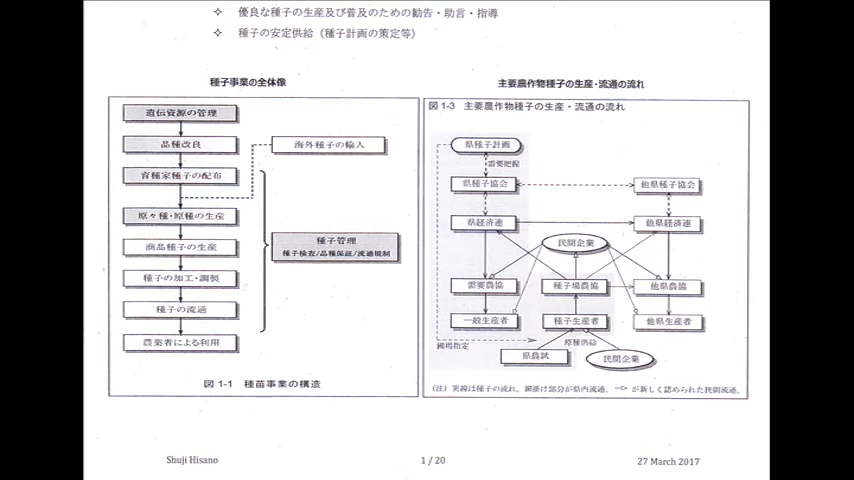 ✧ 優良な種子の生産及び普及のための勧告・助言・指導
✧ 種子の安定供給（種子計画の策定等）
種子事業の全体像
遺伝資源の管理
品種改良
海外種子の輸入
育種家種子の配布
原々種・原種の生産
商品種子の生産
種子管理
種子検査/品種保証/流通規制
種子の加工・調製
種子の流通
農業者による利用
図 1-1 種苗事業の構造
主要農作物種子の生産・流通の流れ
図 1-3 主要農作物種子の生産・流通の流れ
県種子計画
需要把握
県種子協会
他県種子協会
県経済連
他県経済連
民間企業
需要農協
種子場農協
他県農協
一般生産者
種子生産者
他県生産者
圃場指定
原種供給
県農試
民間企業
（注）実線は種子の流れ、網掛け部分が県内流通、⇒が新しく認められた民間流通。
Shuji Hisano
1 / 20
27 March 2017